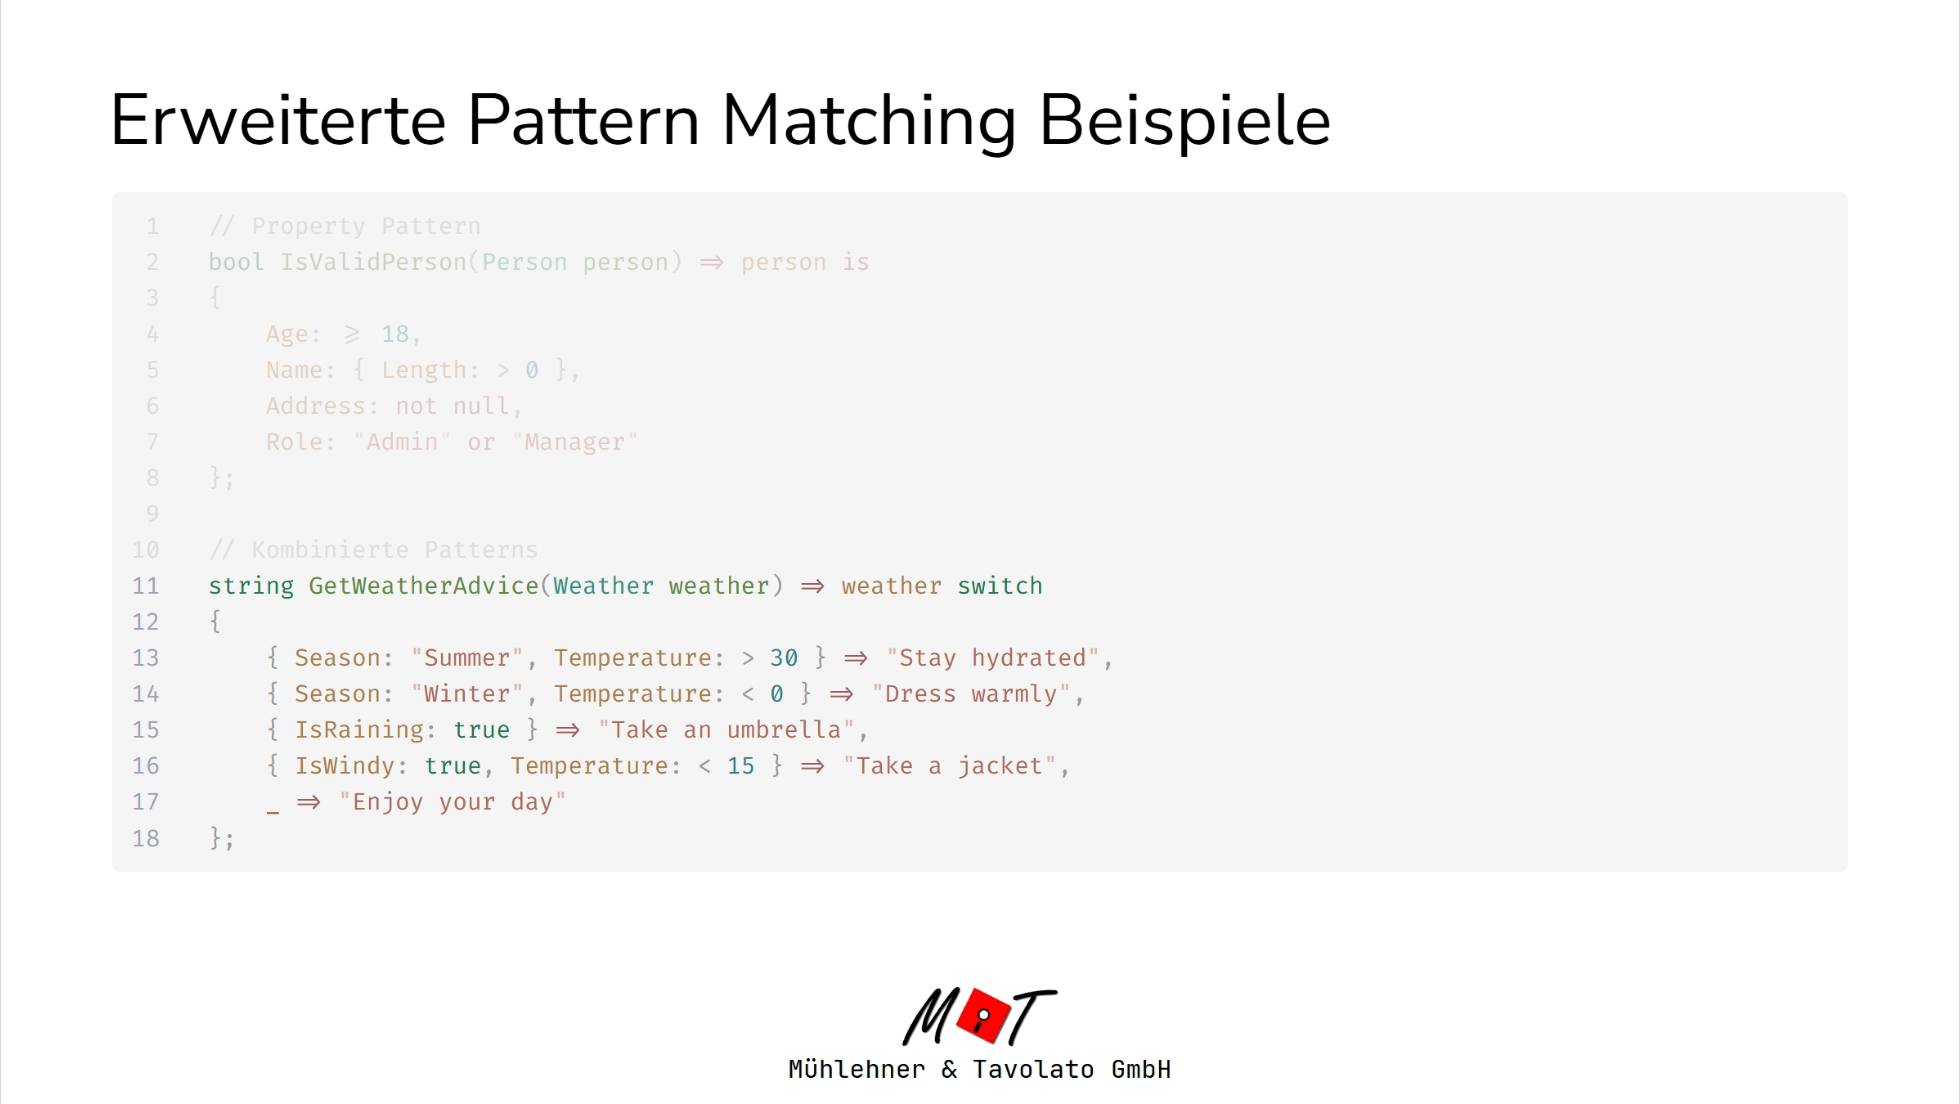 Erweiterte Pattern Matching Beispiele
1 // Property Pattern
2 bool IsValidPerson(Person person) => person is
3 {
4     Age: >= 18,
5     Name: { Length: > 0 },
6     Address: not null,
7     Role: "Admin" or "Manager"
8 };
9
10 // Kombinierte Patterns
11 string GetWeatherAdvice(Weather weather) => weather switch
12 {
13     { Season: "Summer", Temperature: > 30 } => "Stay hydrated",
14     { Season: "Winter", Temperature: < 0 } => "Dress warmly",
15     { IsRaining: true } => "Take an umbrella",
16     { IsWindy: true, Temperature: < 15 } => "Take a jacket",
17     _ => "Enjoy your day"
18 };
M T
Mühlehner & Tavolato GmbH